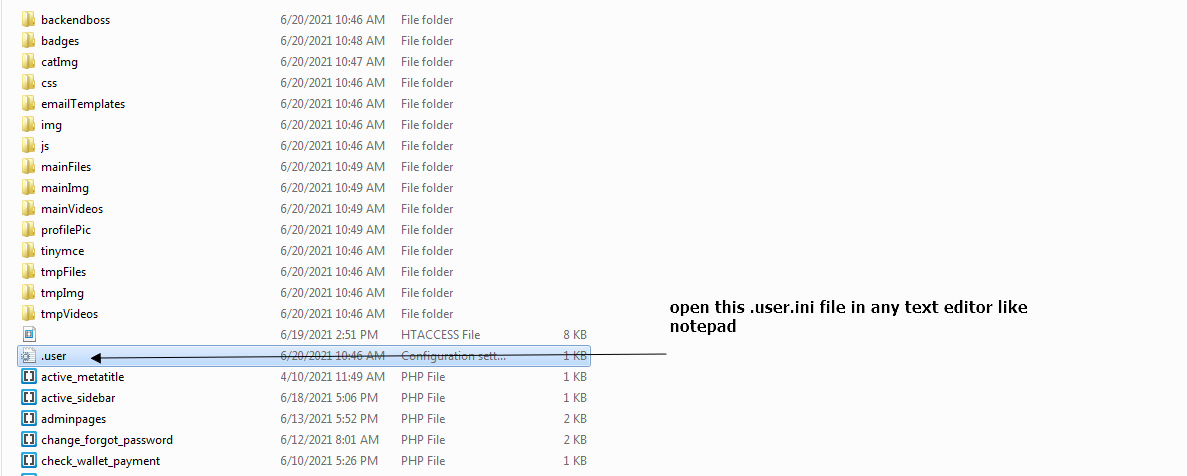 backendboss 6/20/2021 10:46 AM File folder
badges 6/20/2021 10:48 AM File folder
catImg 6/20/2021 10:47 AM File folder
css 6/20/2021 10:46 AM File folder
emailTemplates 6/20/2021 10:46 AM File folder
img 6/20/2021 10:46 AM File folder
js 6/20/2021 10:46 AM File folder
mainFiles 6/20/2021 10:49 AM File folder
mainImg 6/20/2021 10:49 AM File folder
mainVideos 6/20/2021 10:49 AM File folder
profilePic 6/20/2021 10:49 AM File folder
tinymce 6/20/2021 10:46 AM File folder
tmpFiles 6/20/2021 10:46 AM File folder
tmpImg 6/20/2021 10:46 AM File folder
tmpVideos 6/20/2021 10:46 AM File folder
open this .user.ini file in any text editor like
notepad
6/19/2021 2:51 PM HTACCESS File 8 KB
.user 6/20/2021 10:46 AM Configuration sett... 1 KB
active_metatitle 4/10/2021 11:49 AM PHP File 1 KB
active_sidebar 6/18/2021 5:06 PM PHP File 1 KB
adminpages 6/13/2021 5:52 PM PHP File 2 KB
change_forgot_password 6/12/2021 8:01 AM PHP File 2 KB
check_wallet_payment 6/10/2021 5:26 PM PHP File 1 KB